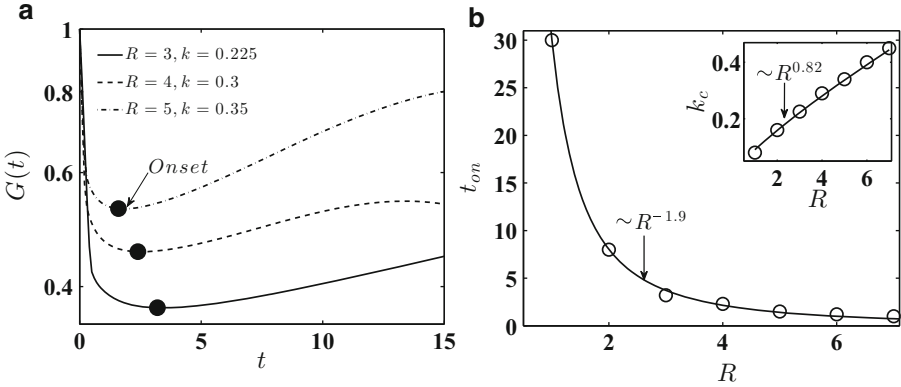 a
1
0.8
0.6
0.4
G(t)
R = 3, k = 0.225
R = 4, k = 0.3
R = 5, k = 0.35
Onset
0 5 10 15
t
b
30
25
20
15
10
5
0
t_on
~R^−1.9
2 4 6
R
0.4
0.2
k_c
~R^0.82
2 4 6
R